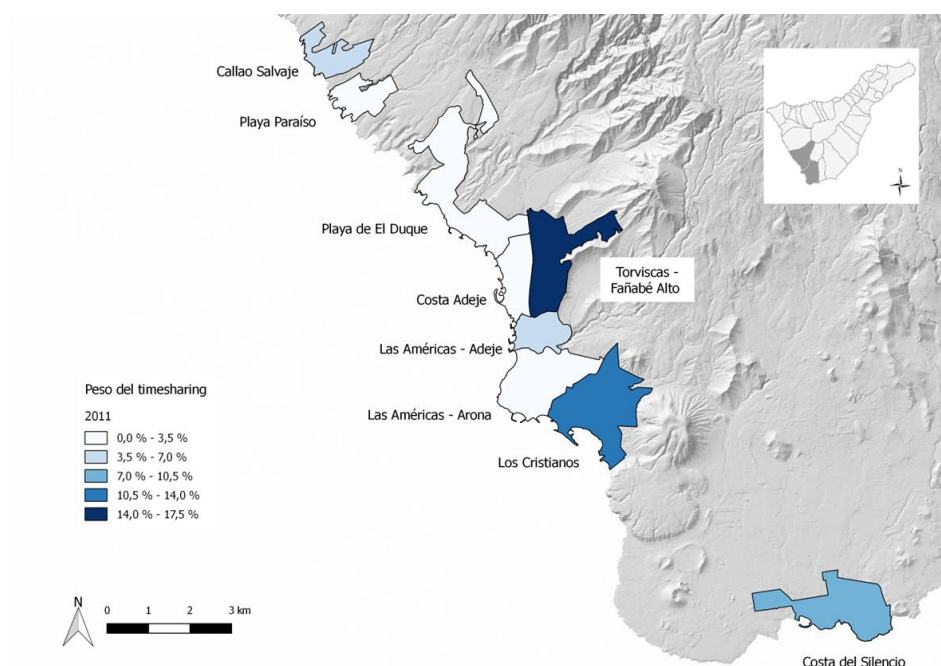 Callao Salvaje
Playa Paraíso
Playa de El Duque
Torviscas -
Fañabé Alto
Costa Adeje
Las Américas - Adeje
Peso del timesharing
2011
0,0 % - 3,5 %
3,5 % - 7,0 %
7,0 % - 10,5 %
10,5 % - 14,0 %
14,0 % - 17,5 %
Las Américas - Arona
Los Cristianos
N
0 1 2 3 km
Costa del Silencio